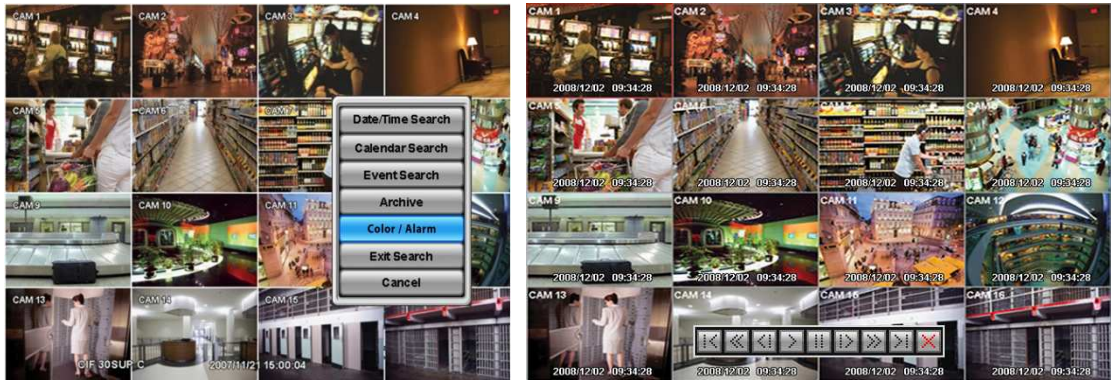 CAM 1 CAM 2 CAM 3 CAM 4
CAM 5 CAM 6 CAM 7
Date/Time Search
Calendar Search
Event Search
Archive
Color / Alarm
Exit Search
Cancel
CAM 9 CAM 10 CAM 11
CAM 13 CAM 14 CAM 15
CIF 30SUP C 2007/11/21 15:00:04
CAM 1 CAM 2 CAM 3 CAM 4
2008/12/02 09:34:28 2008/12/02 09:34:28 2008/12/02 09:34:28 2008/12/02 09:34:28
CAM 5 CAM 6 CAM 7 CAM 8
2008/12/02 09:34:28 2008/12/02 09:34:28 2008/12/02 09:34:28 2008/12/02 09:34:28
CAM 9 CAM 10 CAM 11 CAM 12
2008/12/02 09:34:28 2008/12/02 09:34:28 2008/12/02 09:34:28 2008/12/02 09:34:28
CAM 13 CAM 14 CAM 15 CAM 16
2008/12/02 09:34:28 2008/12/02 09:34:28 2008/12/02 09:34:28 2008/12/02 09:34:28